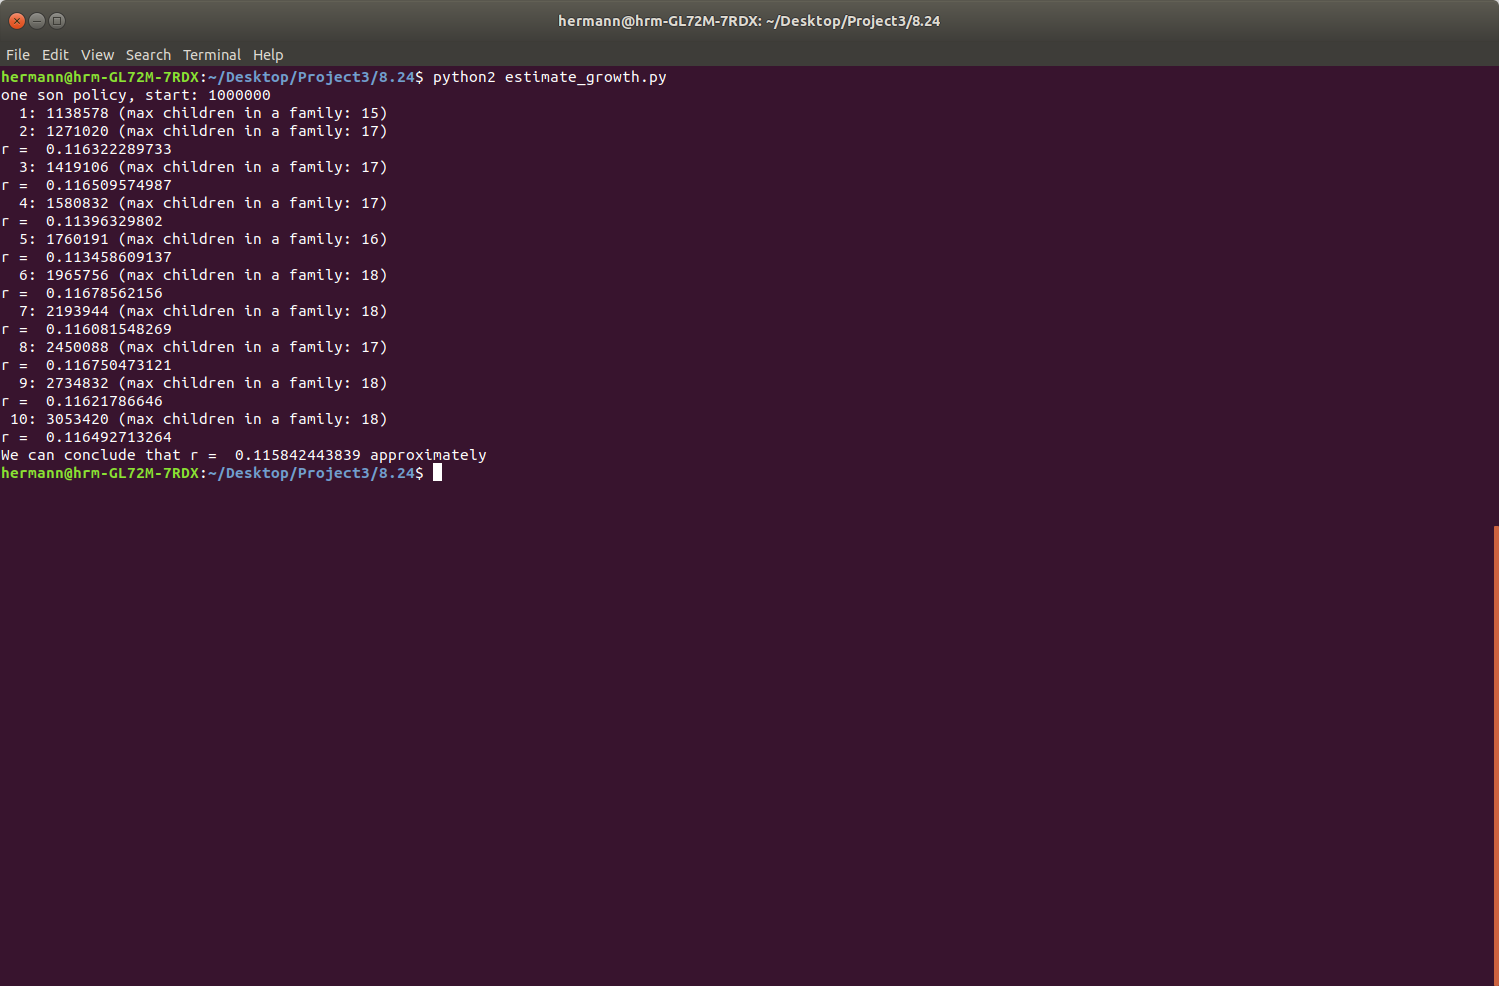 hermann@hrm-GL72M-7RDX: ~/Desktop/Project3/8.24
File Edit View Search Terminal Help
hermann@hrm-GL72M-7RDX:~/Desktop/Project3/8.24$ python2 estimate_growth.py
one son policy, start: 1000000
  1: 1138578 (max children in a family: 15)
  2: 1271020 (max children in a family: 17)
r =  0.116322289733
  3: 1419106 (max children in a family: 17)
r =  0.116509574987
  4: 1580832 (max children in a family: 17)
r =  0.11396329802
  5: 1760191 (max children in a family: 16)
r =  0.113458609137
  6: 1965756 (max children in a family: 18)
r =  0.11678562156
  7: 2193944 (max children in a family: 18)
r =  0.116081548269
  8: 2450088 (max children in a family: 17)
r =  0.116750473121
  9: 2734832 (max children in a family: 18)
r =  0.11621786646
 10: 3053420 (max children in a family: 18)
r =  0.116492713264
We can conclude that r =  0.115842443839 approximately
hermann@hrm-GL72M-7RDX:~/Desktop/Project3/8.24$